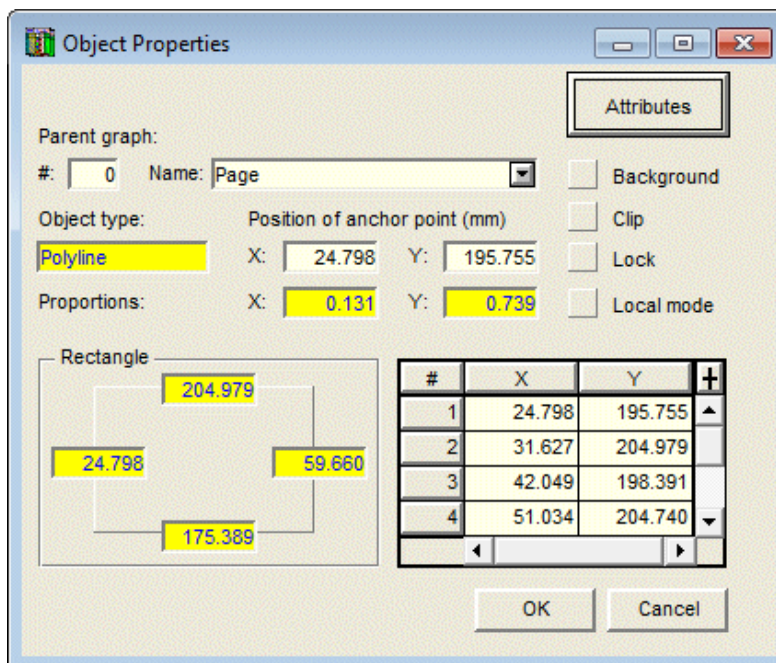 Object Properties
Attributes
Parent graph:
#: 0 Name: Page
Background
Object type: Position of anchor point (mm)
Clip
Polyline X: 24.798 Y: 195.755
Lock
Proportions: X: 0.131 Y: 0.739
Local mode
Rectangle
204.979
24.798 59.660
175.389
# X Y
1 24.798 195.755
2 31.627 204.979
3 42.049 198.391
4 51.034 204.740
OK Cancel